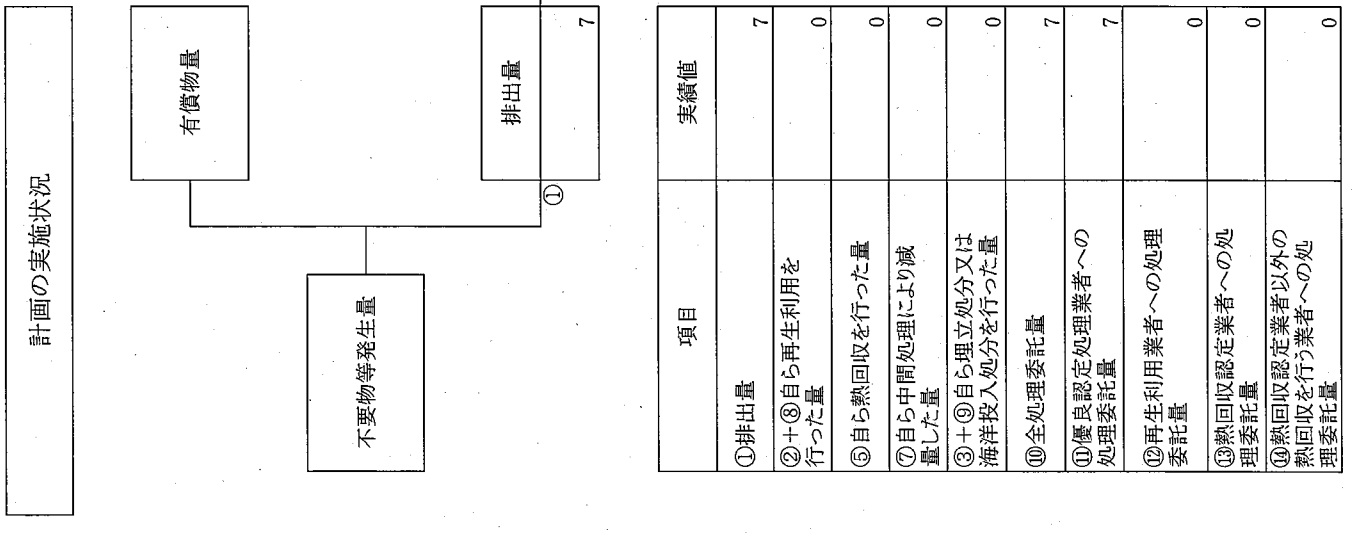 計画の実施状況
有償物量
不要物等発生量
排出量
①
7
項目
実績値
①排出量
7
②+⑧自ら再生利用を
行った量
0
⑤自ら熱回収を行った量
0
⑦自ら中間処理により減
量した量
0
③+⑨自ら埋立処分又は
海洋投入処分を行った量
0
⑩全処理委託量
7
⑪優良認定処理業者への
処理委託量
7
⑫再生利用業者への処理
委託量
0
⑬熱回収認定業者への処
理委託量
0
⑭熱回収認定業者以外の
熱回収を行う業者への処
理委託量
0